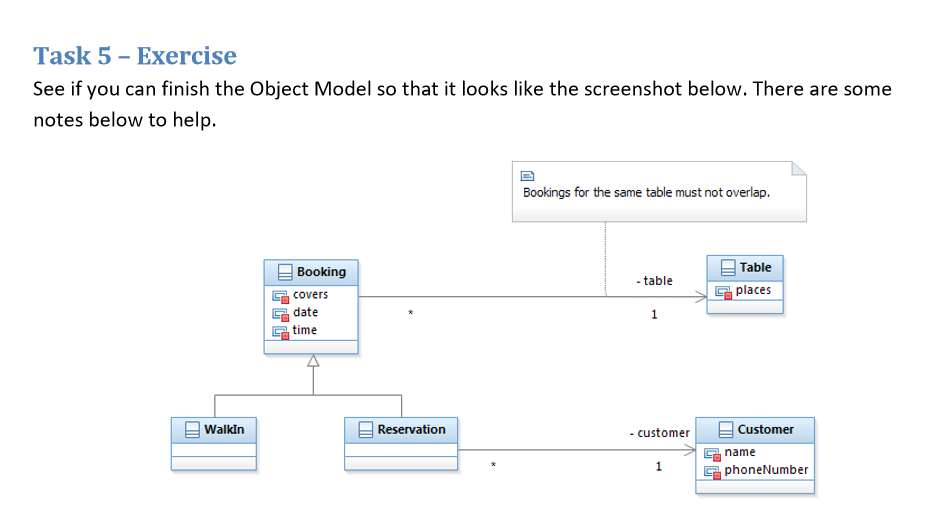 Task 5 – Exercise
See if you can finish the Object Model so that it looks like the screenshot below. There are some
notes below to help.
Bookings for the same table must not overlap.
Booking
covers
date
time
- table
*
1
Table
places
WalkIn
Reservation
- customer
*
1
Customer
name
phoneNumber